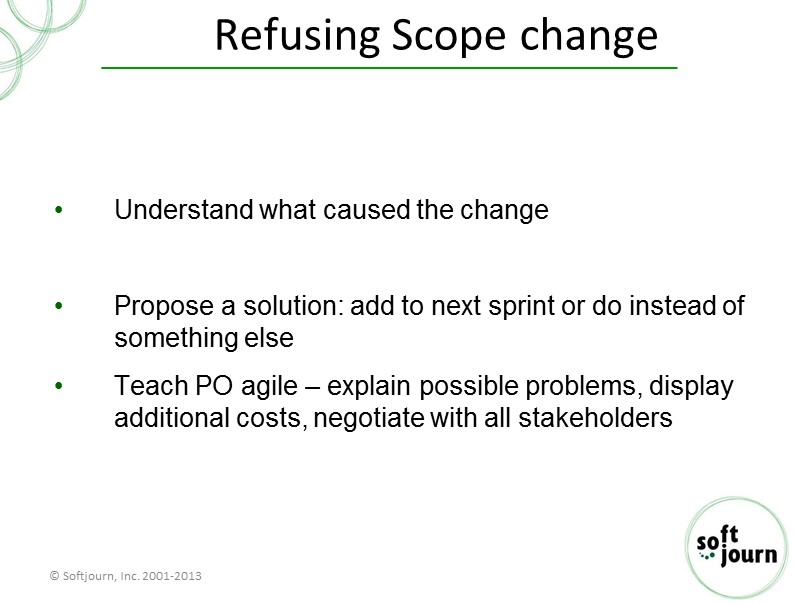 Refusing Scope change
• Understand what caused the change
• Propose a solution: add to next sprint or do instead of
something else
• Teach PO agile – explain possible problems, display
additional costs, negotiate with all stakeholders
soft
journ
© Softjourn, Inc. 2001-2013